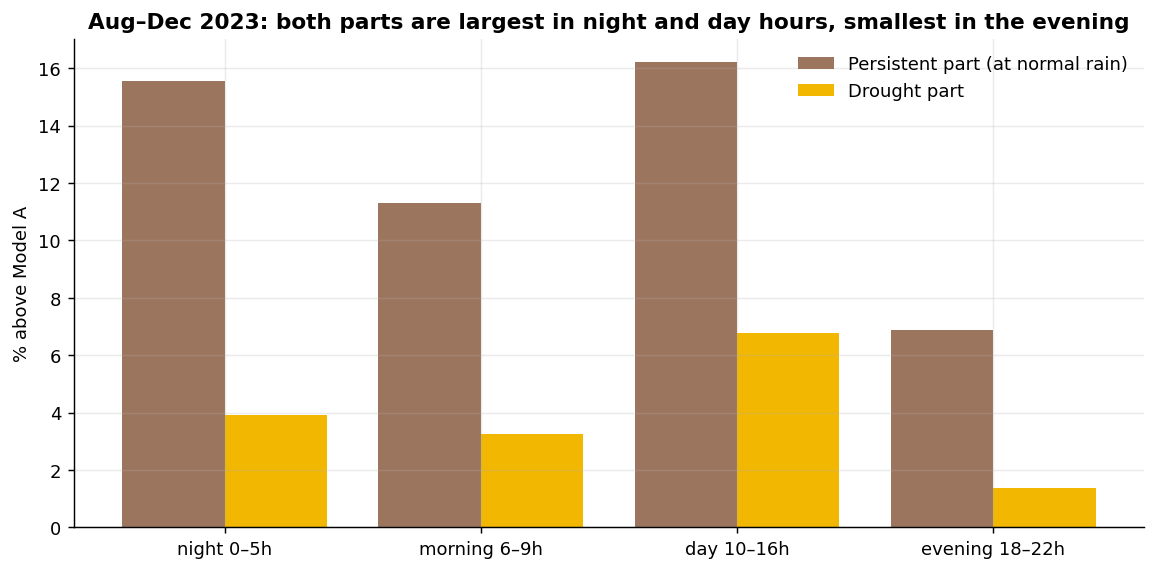 Aug–Dec 2023: both parts are largest in night and day hours, smallest in the evening
Persistent part (at normal rain)
Drought part
% above Model A
16
14
12
10
8
6
4
2
0
night 0–5h
morning 6–9h
day 10–16h
evening 18–22h